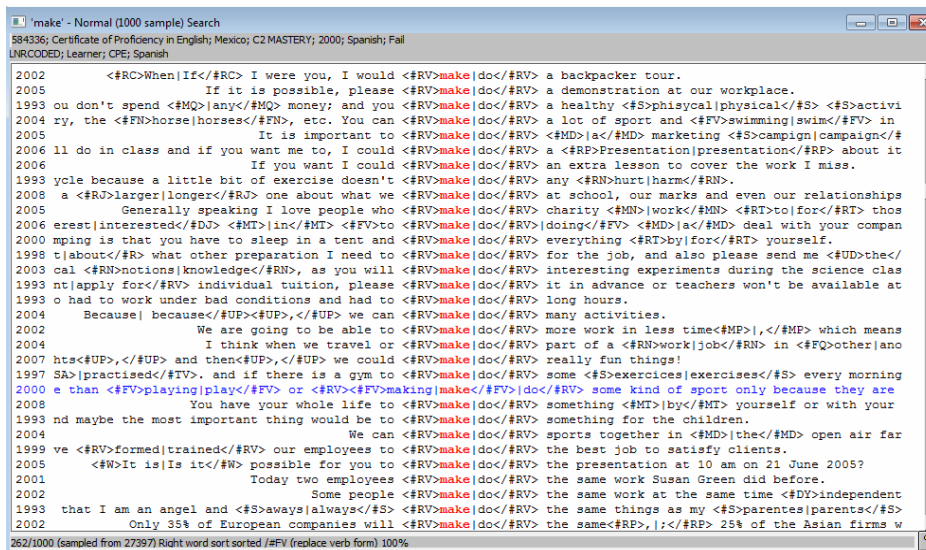 'make' - Normal (1000 sample) Search
584336; Certificate of Proficiency in English; Mexico; C2 MASTERY; 2000; Spanish; Fail
LNRCODED; Learner; CPE; Spanish
2002 <#RC>When|If</#RC> I were you, I would <#RV>make|do</#RV> a backpacker tour.
2005 If it is possible, please <#RV>make|do</#RV> a demonstration at our workplace.
1993 ou don't spend <#MQ>|any</#MQ> money; and you <#RV>make|do</#RV> a healthy <#S>phisycal|physical</#S> <#S>activi
2004 ry, the <#FN>horse|horses</#FN>, etc. You can <#RV>make|do</#RV> a lot of sport and <#FV>swimming|swim</#FV> in
2005 It is important to <#RV>make|do</#RV> <#MD>|a</#MD> marketing <#S>campign|campaign</#
2006 ll do in class and if you want me to, I could <#RV>make|do</#RV> a <#RP>Presentation|presentation</#RP> about it
2006 If you want I could <#RV>make|do</#RV> an extra lesson to cover the work I miss.
1993 ycle because a little bit of exercise doesn't <#RV>make|do</#RV> any <#RN>hurt|harm</#RN>.
2008 a <#RJ>larger|longer</#RJ> one about what we <#RV>make|do</#RV> at school, our marks and even our relationships
2005 Generally speaking I love people who <#RV>make|do</#RV> charity <#MN>|work</#MN> <#RT>to|for</#RT> thos
2006 erest|interested</#DJ> <#MT>|in</#MT> <#FV>to <#RV>make</#RV>|doing</#FV> <#MD>|a</#MD> deal with your compan
2000 mping is that you have to sleep in a tent and <#RV>make|do</#RV> everything <#RT>by|for</#RT> yourself.
1998 t|about</#R> what other preparation I need to <#RV>make|do</#RV> for the job, and also please send me <#UD>the</
2003 cal <#RN>notions|knowledge</#RN>, as you will <#RV>make|do</#RV> interesting experiments during the science clas
1993 nt|apply for</#RV> individual tuition, please <#RV>make|do</#RV> it in advance or teachers won't be available at
1993 o had to work under bad conditions and had to <#RV>make|do</#RV> long hours.
2004 Because| because</#UP><#UP>,</#UP> we can <#RV>make|do</#RV> many activities.
2002 We are going to be able to <#RV>make|do</#RV> more work in less time<#MP>|,</#MP> which means
2004 I think when we travel or <#RV>make|do</#RV> part of a <#RN>work|job</#RN> in <#FQ>other|ano
2007 hts<#UP>,</#UP> and then<#UP>,</#UP> we could <#RV>make|do</#RV> really fun things!
1997 SA>|practised</#TV>. and if there is a gym to <#RV>make|do</#RV> some <#S>exercices|exercises</#S> every morning
2000 e than <#FV>playing|play</#FV> or <#RV><#FV>making|make</#FV>|do</#RV> some kind of sport only because they are
2008 You have your whole life to <#RV>make|do</#RV> something <#MT>|by</#MT> yourself or with your
1993 nd maybe the most important thing would be to <#RV>make|do</#RV> something for the children.
2004 We can <#RV>make|do</#RV> sports together in <#MD>|the</#MD> open air far
1999 ve <#RV>formed|trained</#RV> our employees to <#RV>make|do</#RV> the best job to satisfy clients.
2005 <#W>It is|Is it</#W> possible for you to <#RV>make|do</#RV> the presentation at 10 am on 21 June 2005?
2001 Today two employees <#RV>make|do</#RV> the same work Susan Green did before.
2002 Some people <#RV>make|do</#RV> the same work at the same time <#DY>independent
1993 that I am an angel and <#S>aways|always</#S> <#RV>make|do</#RV> the same things as my <#S>parentes|parents</#S>
2002 Only 35% of European companies will <#RV>make|do</#RV> the same<#RP>,|;</#RP> 25% of the Asian firms w
262/1000 (sampled from 27397) Right word sort sorted /#FV (replace verb form) 100%